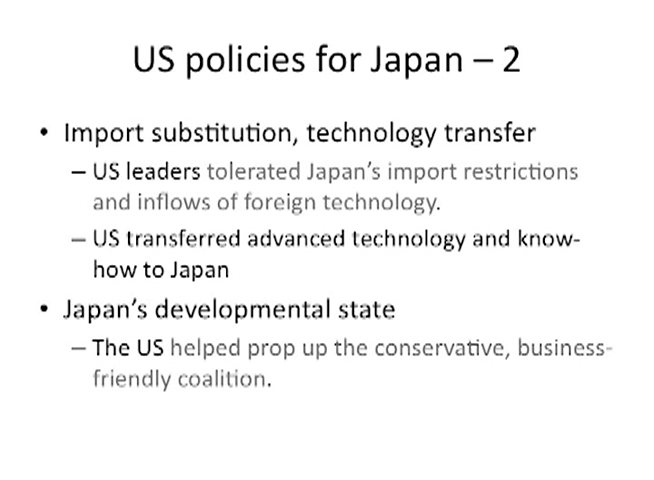 US policies for Japan – 2
• Import substitution, technology transfer
– US leaders tolerated Japan's import restrictions
and inflows of foreign technology.
– US transferred advanced technology and know-
how to Japan
• Japan's developmental state
– The US helped prop up the conservative, business-
friendly coalition.